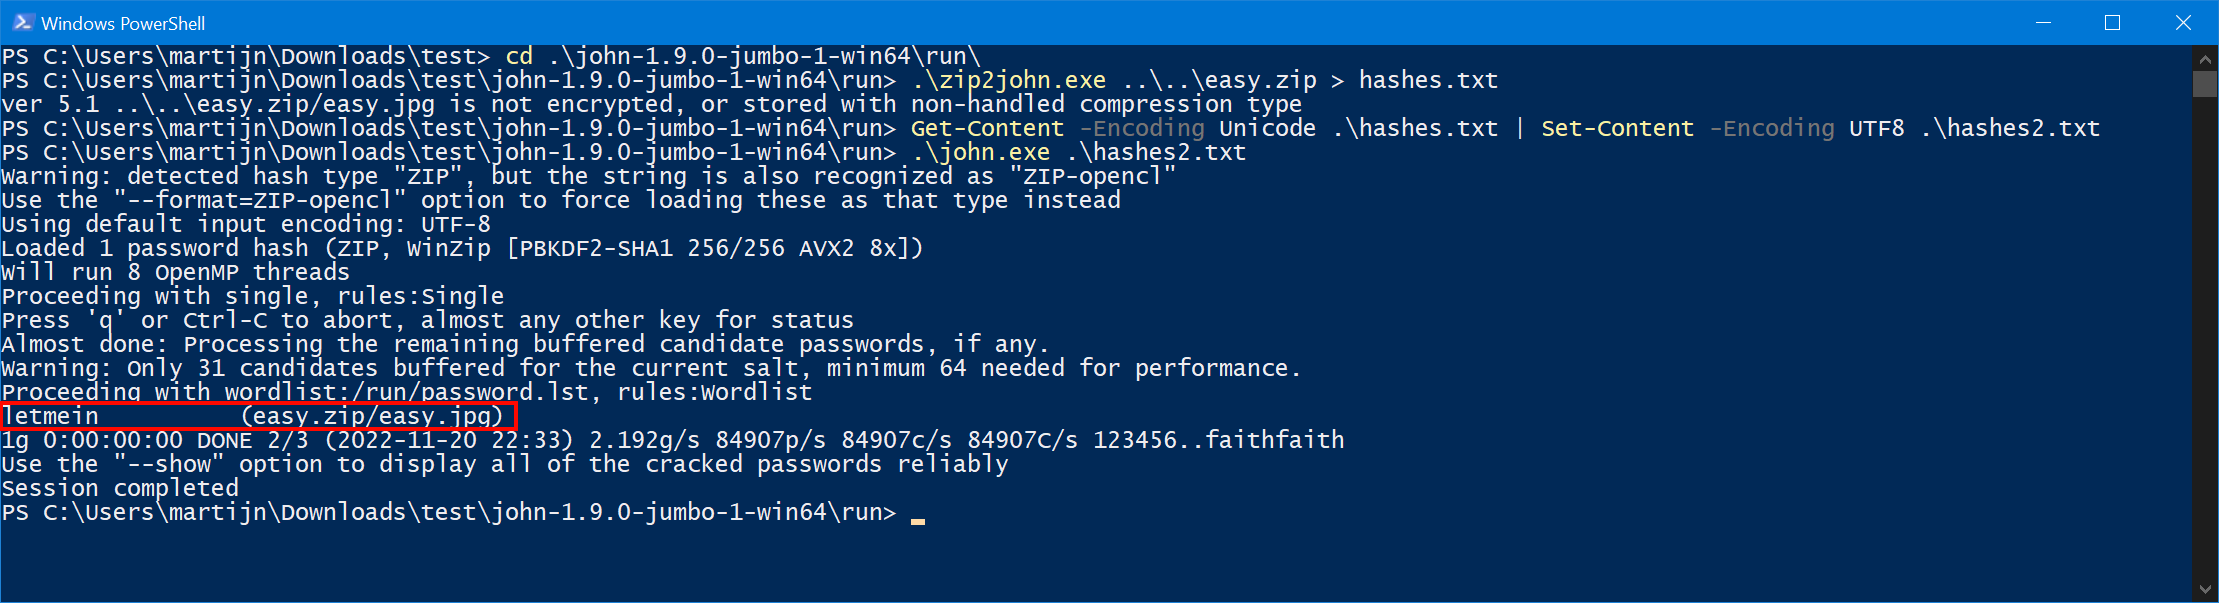 Windows PowerShell
PS C:\Users\martijn\Downloads\test> cd .\john-1.9.0-jumbo-1-win64\run\
PS C:\Users\martijn\Downloads\test\john-1.9.0-jumbo-1-win64\run> .\zip2john.exe ..\..\easy.zip > hashes.txt
ver 5.1 ..\..\easy.zip/easy.jpg is not encrypted, or stored with non-handled compression type
PS C:\Users\martijn\Downloads\test\john-1.9.0-jumbo-1-win64\run> Get-Content -Encoding Unicode .\hashes.txt | Set-Content -Encoding UTF8 .\hashes2.txt
PS C:\Users\martijn\Downloads\test\john-1.9.0-jumbo-1-win64\run> .\john.exe .\hashes2.txt
Warning: detected hash type "ZIP", but the string is also recognized as "ZIP-opencl"
Use the "--format=ZIP-opencl" option to force loading these as that type instead
Using default input encoding: UTF-8
Loaded 1 password hash (ZIP, WinZip [PBKDF2-SHA1 256/256 AVX2 8x])
Will run 8 OpenMP threads
Proceeding with single, rules:Single
Press 'q' or Ctrl-C to abort, almost any other key for status
Almost done: Processing the remaining buffered candidate passwords, if any.
Warning: Only 31 candidates buffered for the current salt, minimum 64 needed for performance.
Proceeding with wordlist:/run/password.lst, rules:Wordlist
letmein          (easy.zip/easy.jpg)
1g 0:00:00:00 DONE 2/3 (2022-11-20 22:33) 2.192g/s 84907p/s 84907c/s 84907C/s 123456..faithfaith
Use the "--show" option to display all of the cracked passwords reliably
Session completed
PS C:\Users\martijn\Downloads\test\john-1.9.0-jumbo-1-win64\run>